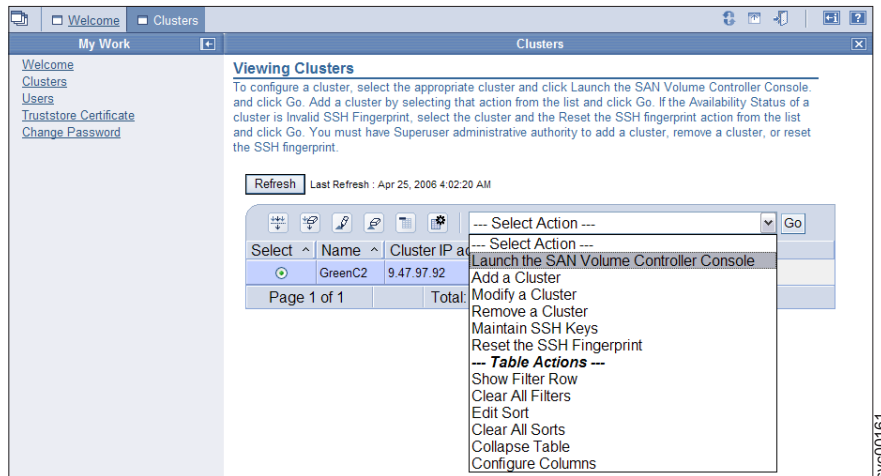 Welcome Clusters
My Work Clusters
Welcome
Clusters
Users
Truststore Certificate
Change Password
Viewing Clusters
To configure a cluster, select the appropriate cluster and click Launch the SAN Volume Controller Console.
and click Go. Add a cluster by selecting that action from the list and click Go. If the Availability Status of a
cluster is Invalid SSH Fingerprint, select the cluster and the Reset the SSH fingerprint action from the list
and click Go. You must have Superuser administrative authority to add a cluster, remove a cluster, or reset
the SSH fingerprint.
Refresh Last Refresh : Apr 25, 2006 4:02:20 AM
--- Select Action --- Go
Select ^ Name ^ Cluster IP ad
GreenC2 9.47.97.92
Page 1 of 1 Total:
--- Select Action ---
Launch the SAN Volume Controller Console
Add a Cluster
Modify a Cluster
Remove a Cluster
Maintain SSH Keys
Reset the SSH Fingerprint
--- Table Actions ---
Show Filter Row
Clear All Filters
Edit Sort
Clear All Sorts
Collapse Table
Configure Columns